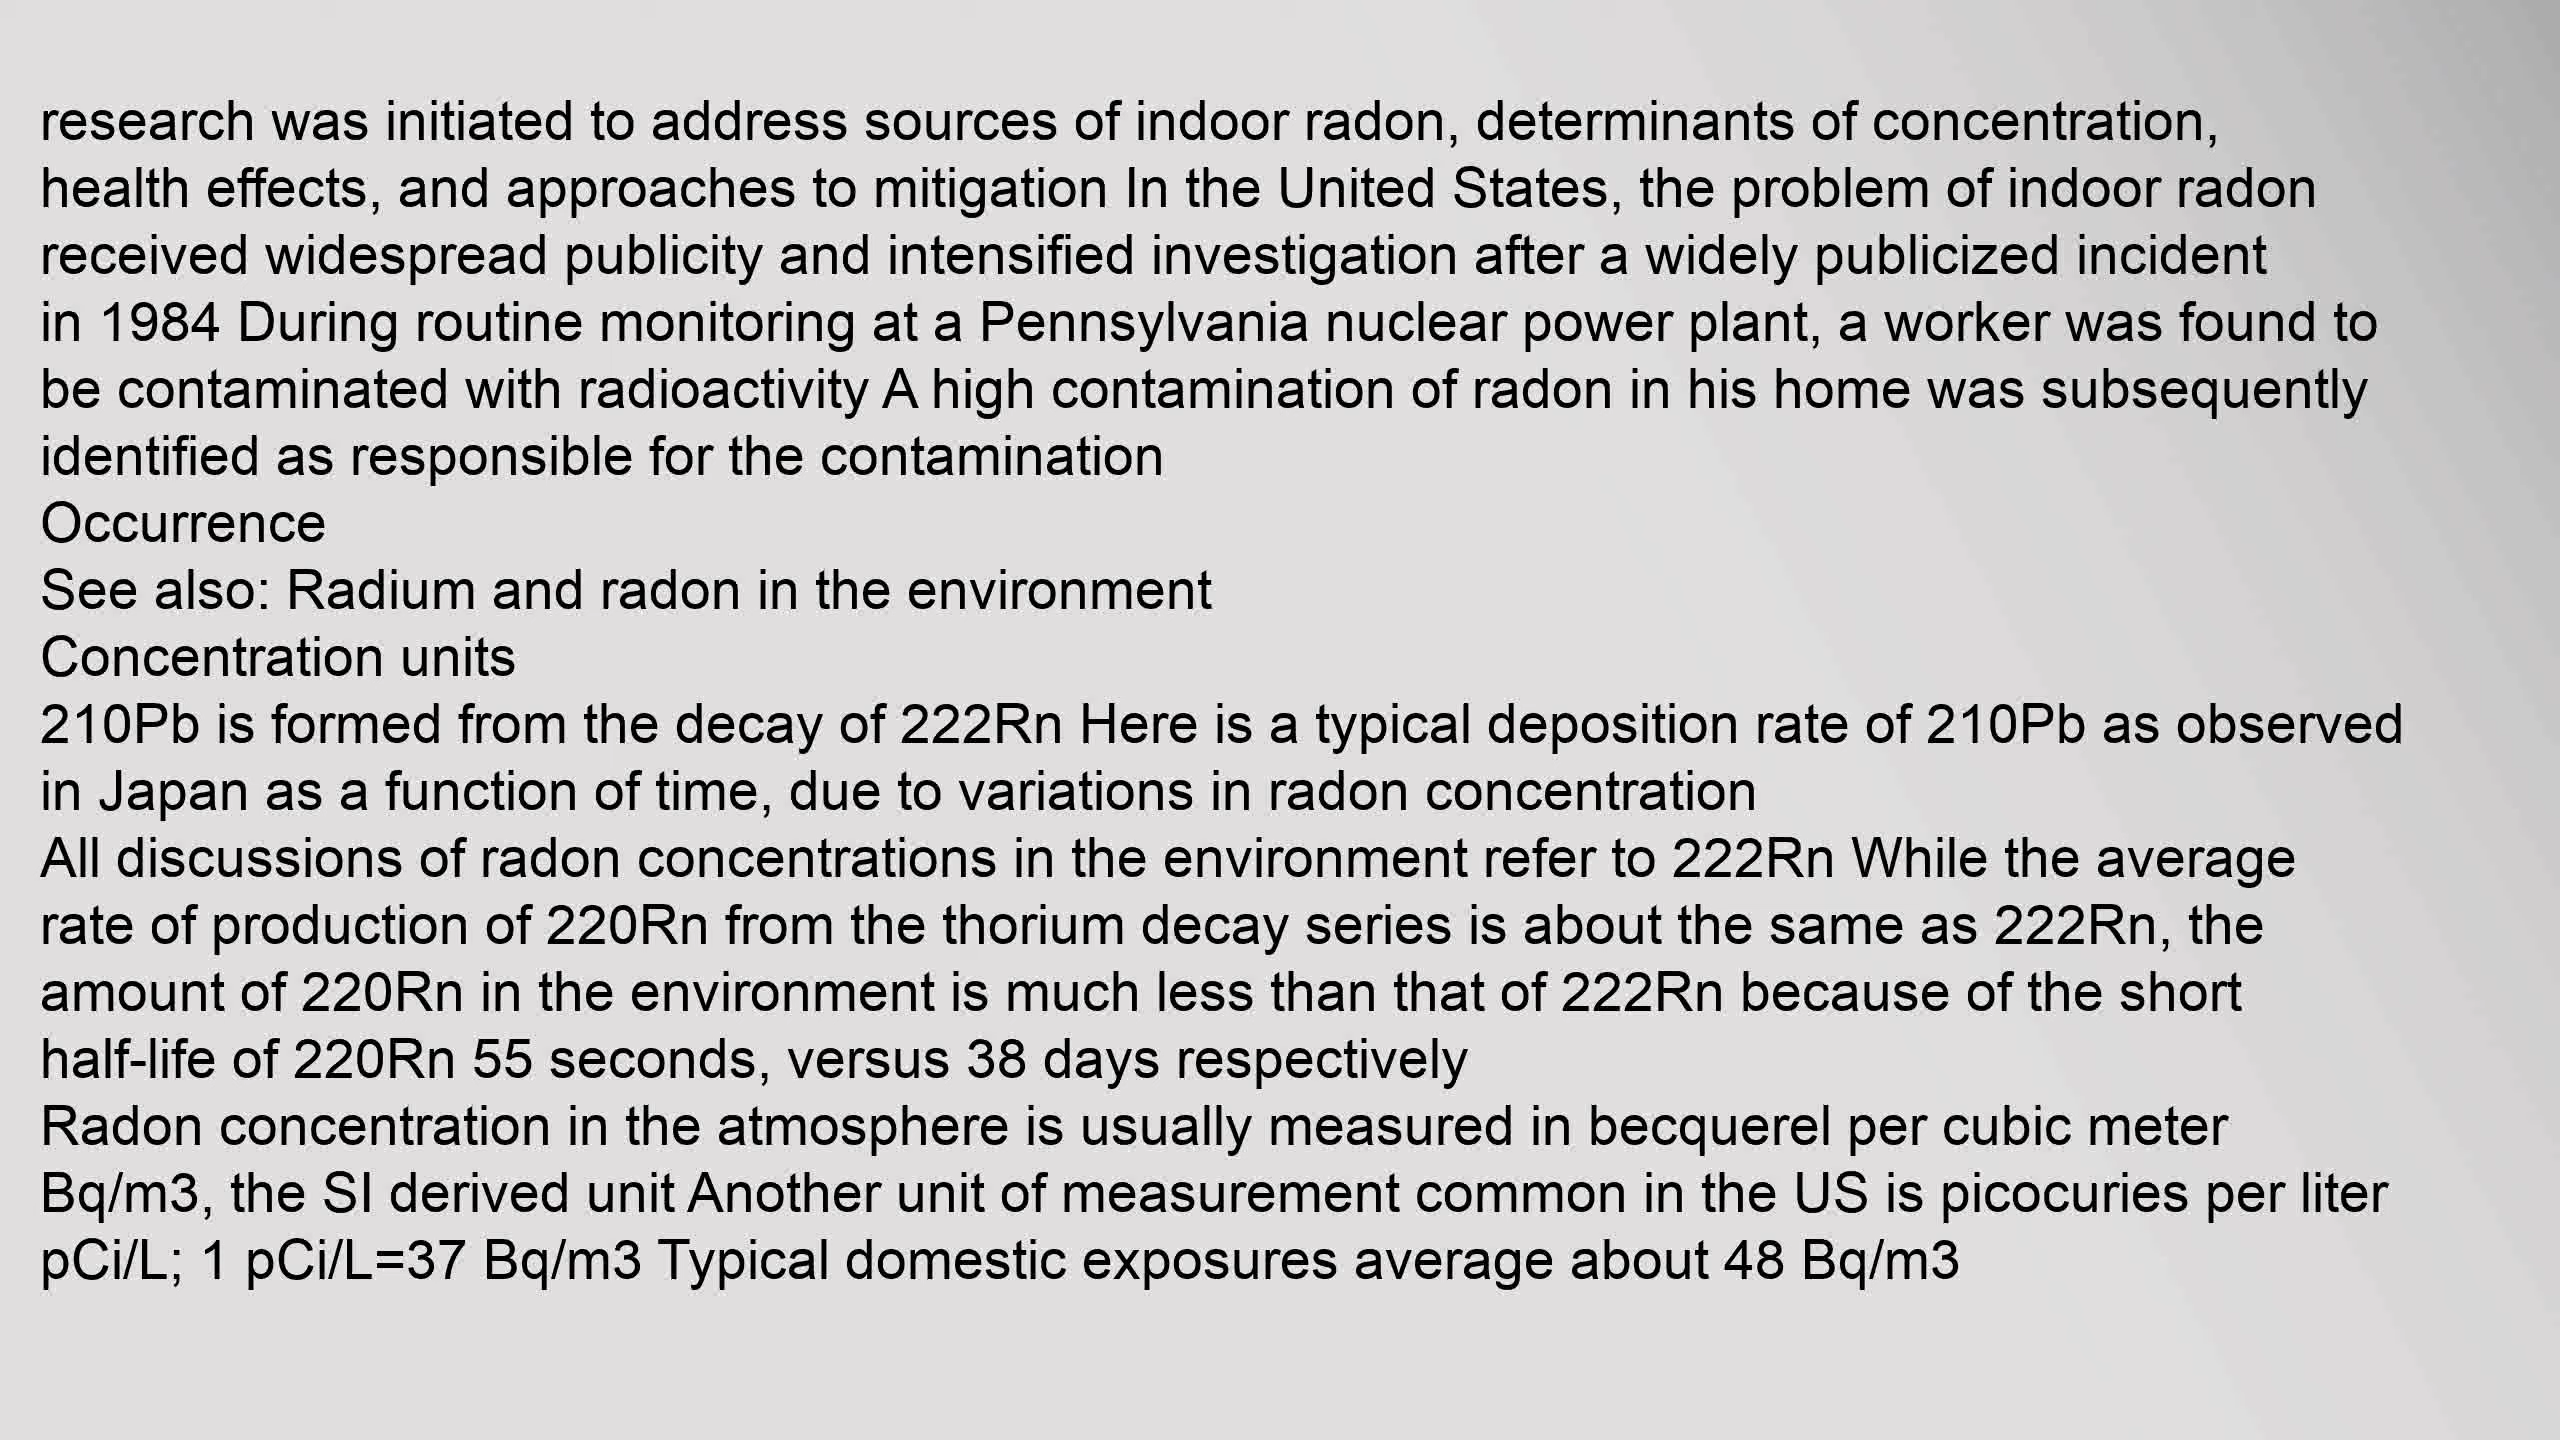 research was initiated to address sources of indoor radon, determinants of concentration,
health effects, and approaches to mitigation In the United States, the problem of indoor radon
received widespread publicity and intensified investigation after a widely publicized incident
in 1984 During routine monitoring at a Pennsylvania nuclear power plant, a worker was found to
be contaminated with radioactivity A high contamination of radon in his home was subsequently
identified as responsible for the contamination
Occurrence
See also: Radium and radon in the environment
Concentration units
210Pb is formed from the decay of 222Rn Here is a typical deposition rate of 210Pb as observed
in Japan as a function of time, due to variations in radon concentration
All discussions of radon concentrations in the environment refer to 222Rn While the average
rate of production of 220Rn from the thorium decay series is about the same as 222Rn, the
amount of 220Rn in the environment is much less than that of 222Rn because of the short
half-life of 220Rn 55 seconds, versus 38 days respectively
Radon concentration in the atmosphere is usually measured in becquerel per cubic meter
Bq/m3, the SI derived unit Another unit of measurement common in the US is picocuries per liter
pCi/L; 1 pCi/L=37 Bq/m3 Typical domestic exposures average about 48 Bq/m3